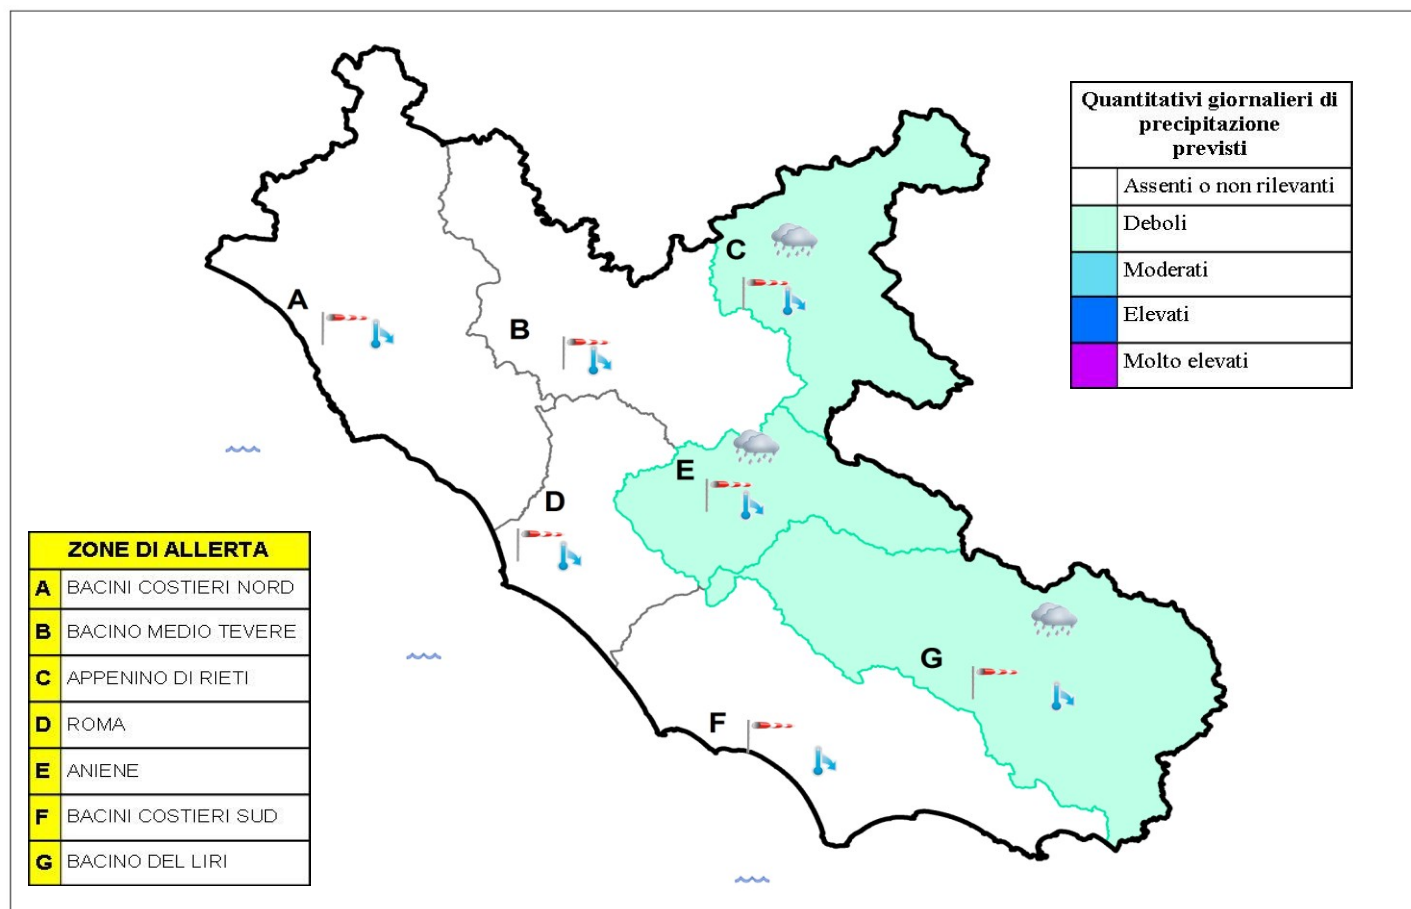 Quantitativi giornalieri di
precipitazione
previsti
Assenti o non rilevanti
Deboli
Moderati
Elevati
Molto elevati
C
A
B
E
D
G
F
ZONE DI ALLERTA
A BACINI COSTIERI NORD
B BACINO MEDIO TEVERE
C APPENINO DI RIETI
D ROMA
E ANIENE
F BACINI COSTIERI SUD
G BACINO DEL LIRI